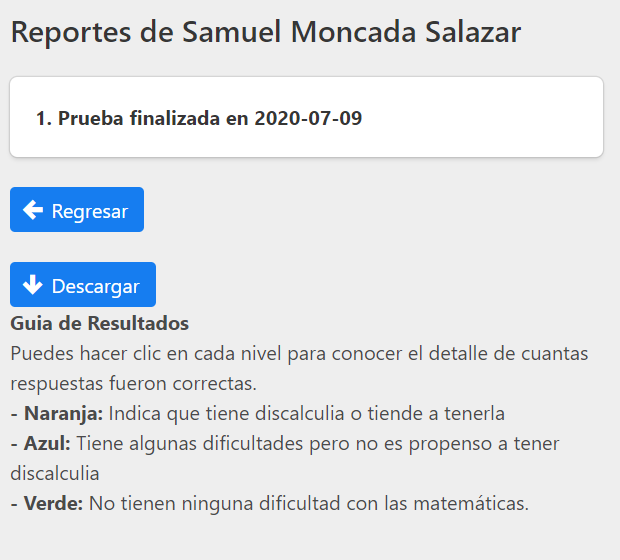 Reportes de Samuel Moncada Salazar
1. Prueba finalizada en 2020-07-09
Regresar
Descargar
Guia de Resultados
Puedes hacer clic en cada nivel para conocer el detalle de cuantas
respuestas fueron correctas.
- Naranja: Indica que tiene discalculia o tiende a tenerla
- Azul: Tiene algunas dificultades pero no es propenso a tener
discalculia
- Verde: No tienen ninguna dificultad con las matemáticas.